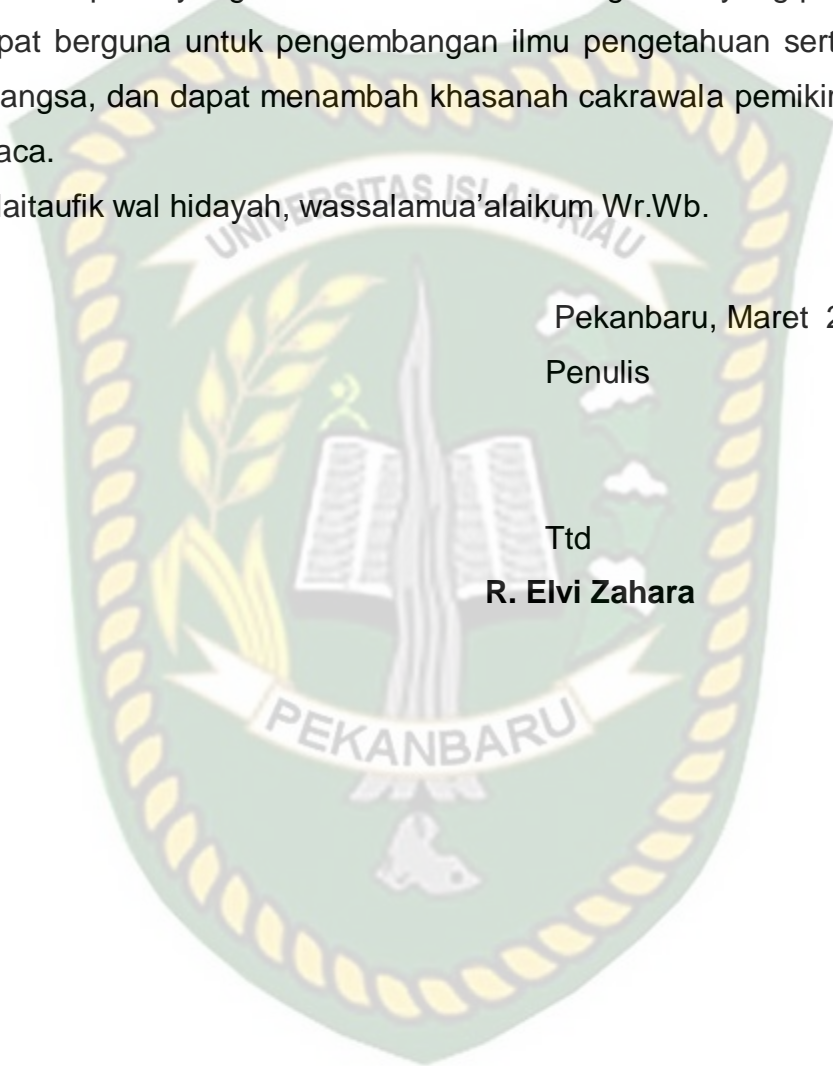 pat berguna untuk pengembangan ilmu pengetahuan sert
angsa, dan dapat menambah khasanah cakrawala pemikir
aca.
laitaufik wal hidayah, wassalamua’alaikum Wr.Wb.
UNIVERSITAS ISLAM RIAU
Pekanbaru, Maret 2
Penulis
Ttd
R. Elvi Zahara
PEKANBARU